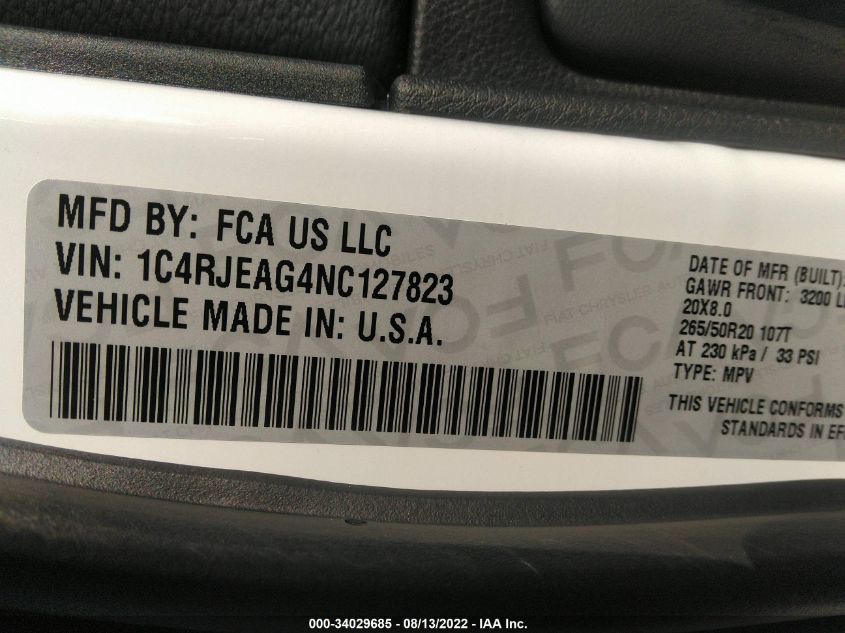 MFD BY: FCA US LLC
VIN: 1C4RJEAG4NC127823
VEHICLE MADE IN: U.S.A.
DATE OF MFR (BUILT):
GAWR FRONT: 3200
20X8.0
265/50R20 107T
AT 230 kPa / 33 PSI
TYPE: MPV
THIS VEHICLE CONFORMS
STANDARDS IN
000-34029685 - 08/13/2022 - IAA Inc.